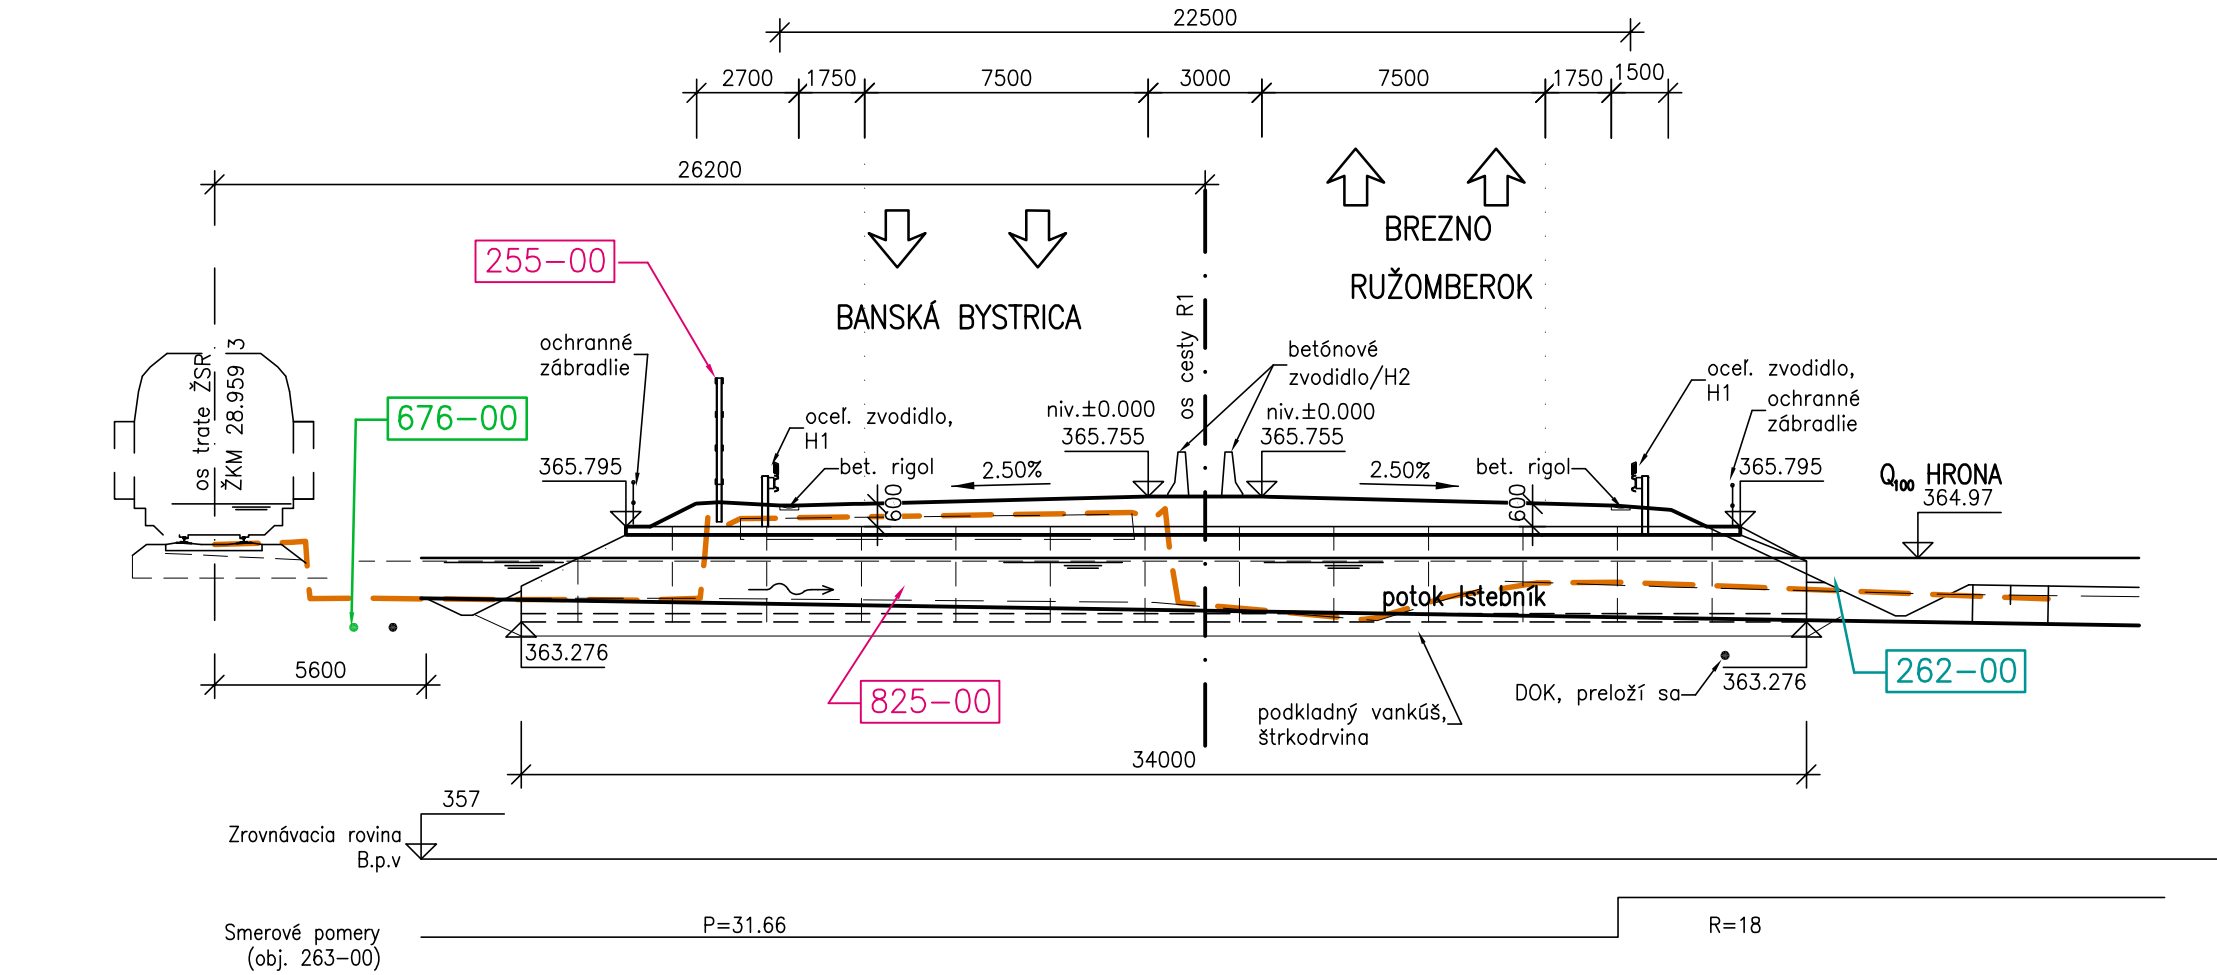 22500
2700 1750 7500 3000 7500 1750 1500
26200
BREZNO
RUŽOMBEROK
255-00
BANSKÁ BYSTRICA
os cesty R1
os trate ŽSR
ŽKM 28.959 3
ochranné
zábradlie
676-00
oceľ. zvodidlo,
H1
bet. rigol
niv.±0.000
365.755
betónové
zvodidlo/H2
niv.±0.000
365.755
oceľ. zvodidlo,
H1
ochranné
zábradlie
365.795
2.50%
600
2.50%
bet. rigol
600
365.795
Q100 HRONA
364.97
potok Istebník
363.276
5600
825-00
podkladný vankúš,
štrkodrvina
DOK, preloží sa
363.276
262-00
34000
357
Zrovnávacia rovina
B.p.v
Smerové pomery
(obj. 263-00)
P=31.66
R=18